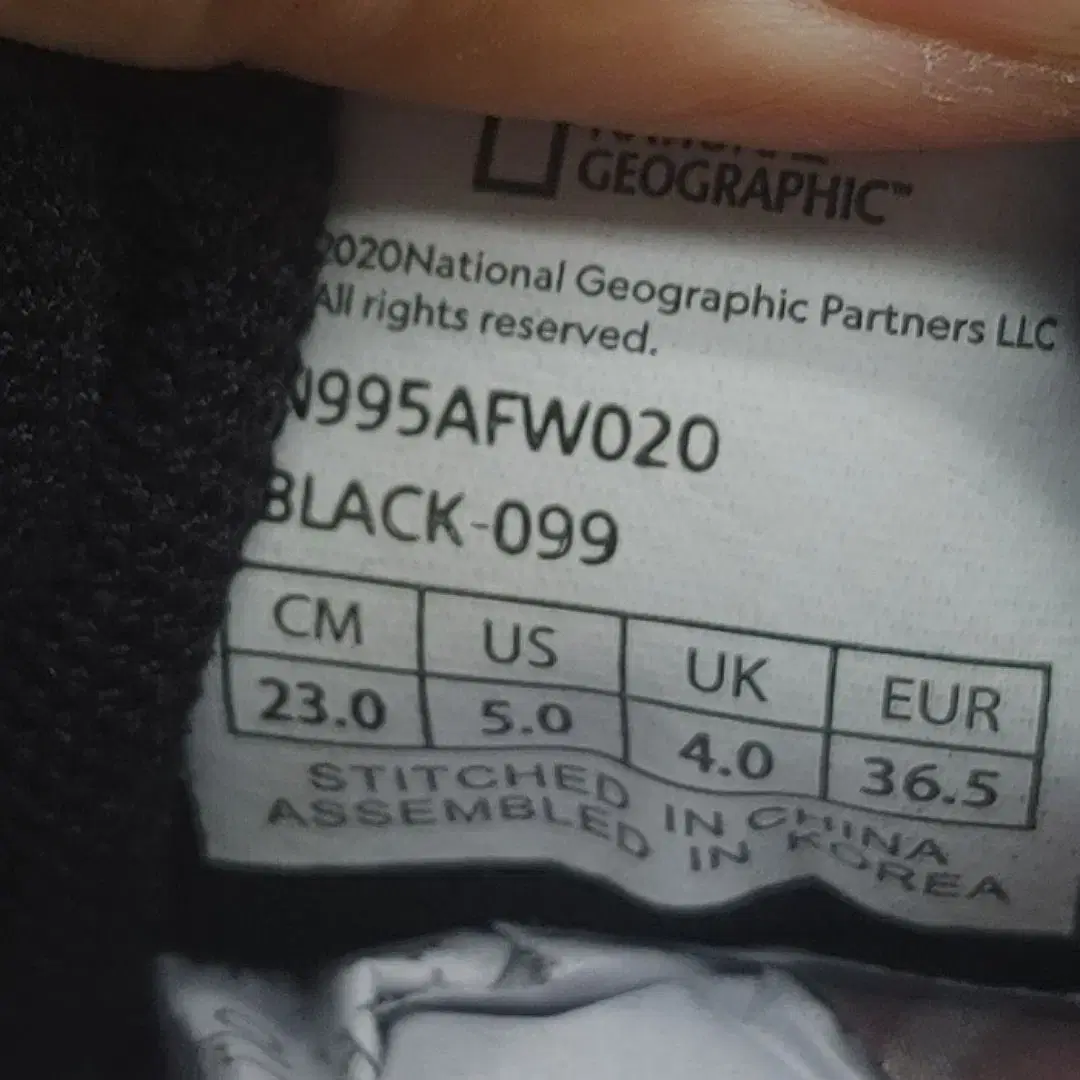 GEOGRAPHIC™
2020National Geographic Partners LLC
All rights reserved.
N995AFW020
BLACK-099
CM US UK EUR
23.0 5.0 4.0 36.5
STITCHED IN CHINA
ASSEMBLED IN KOREA